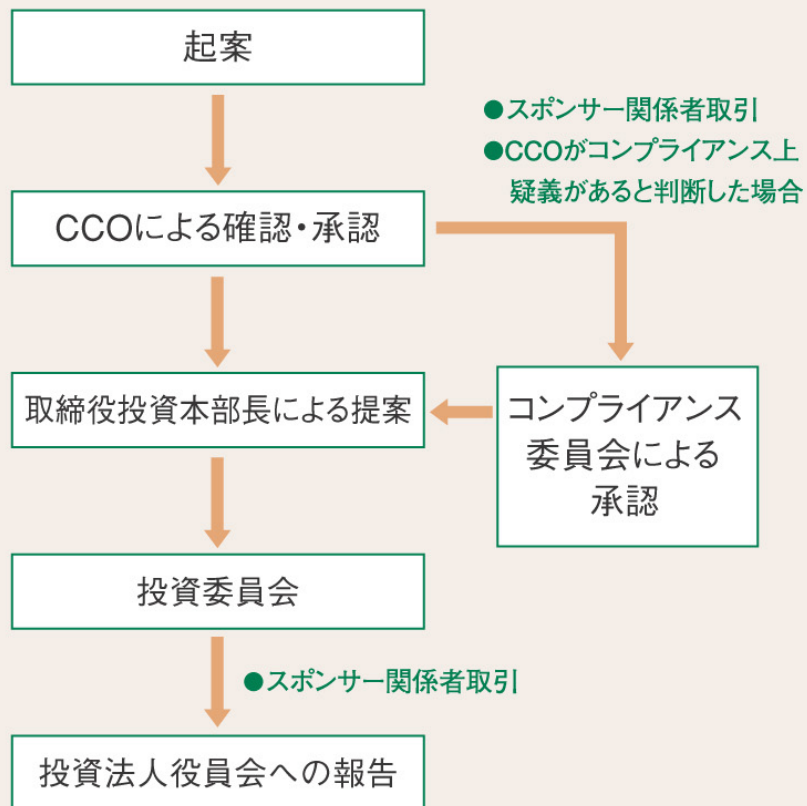 起案
●スポンサー関係者取引
●CCOがコンプライアンス上
疑義があると判断した場合
CCOによる確認・承認
取締役投資本部長による提案
コンプライアンス
委員会による
承認
投資委員会
●スポンサー関係者取引
投資法人役員会への報告